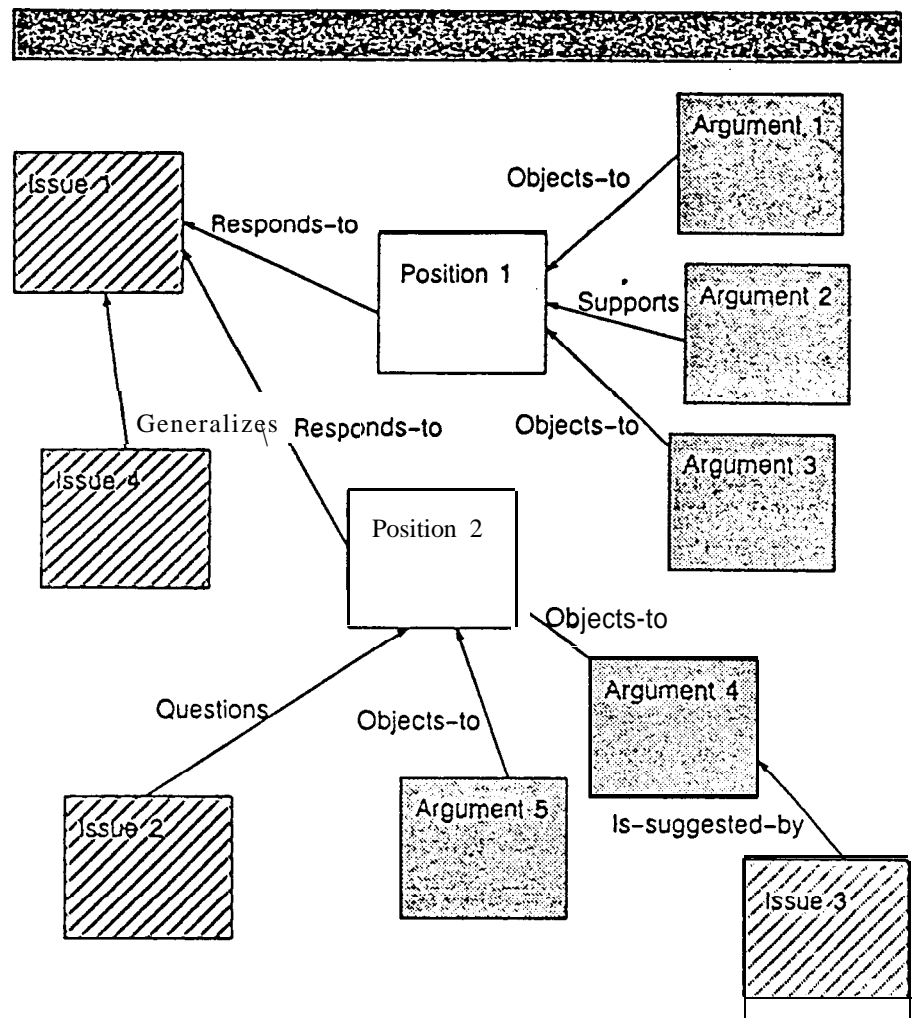 Argument 1
Issue 1
Objects-to
Responds-to
Position 1
Supports
Argument 2
Generalizes
Responds-to
Objects-to
Argument 3
Issue 4
Position 2
Objects-to
Argument 4
Questions
Objects-to
Issue 2
Argument 5
Is-suggested-by
Issue 3